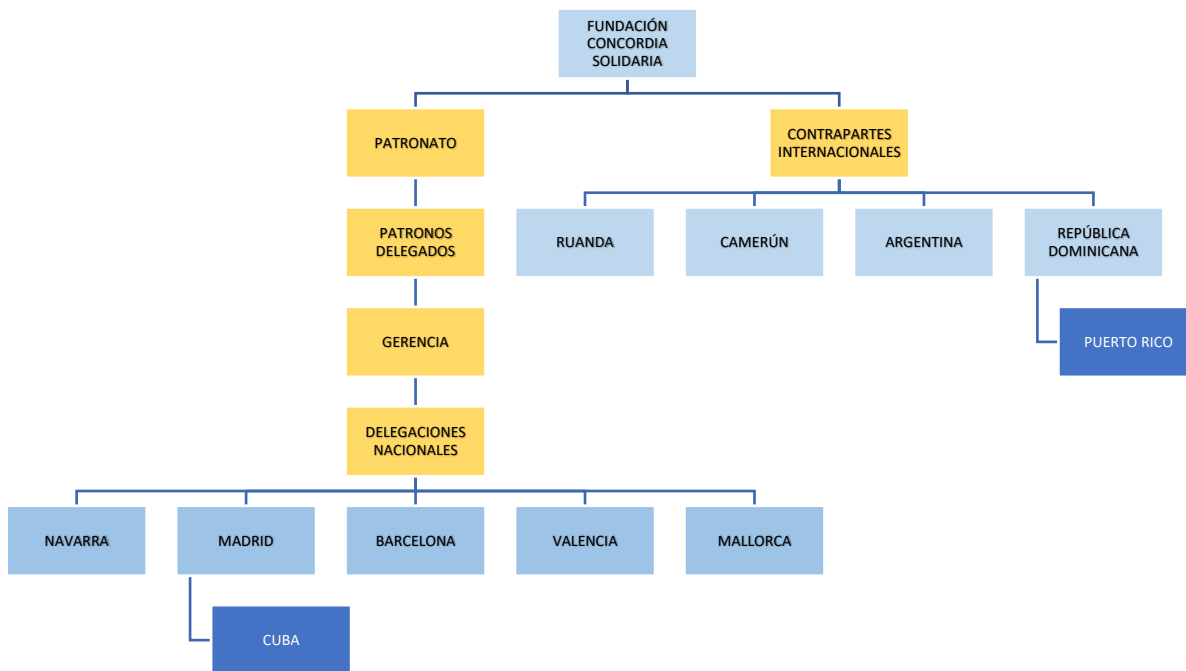 FUNDACIÓN
CONCORDIA
SOLIDARIA
PATRONATO
CONTRAPARTES
INTERNACIONALES
PATRONOS
DELEGADOS
RUANDA
CAMERÚN
ARGENTINA
REPÚBLICA
DOMINICANA
GERENCIA
PUERTO RICO
DELEGACIONES
NACIONALES
NAVARRA
MADRID
BARCELONA
VALENCIA
MALLORCA
CUBA